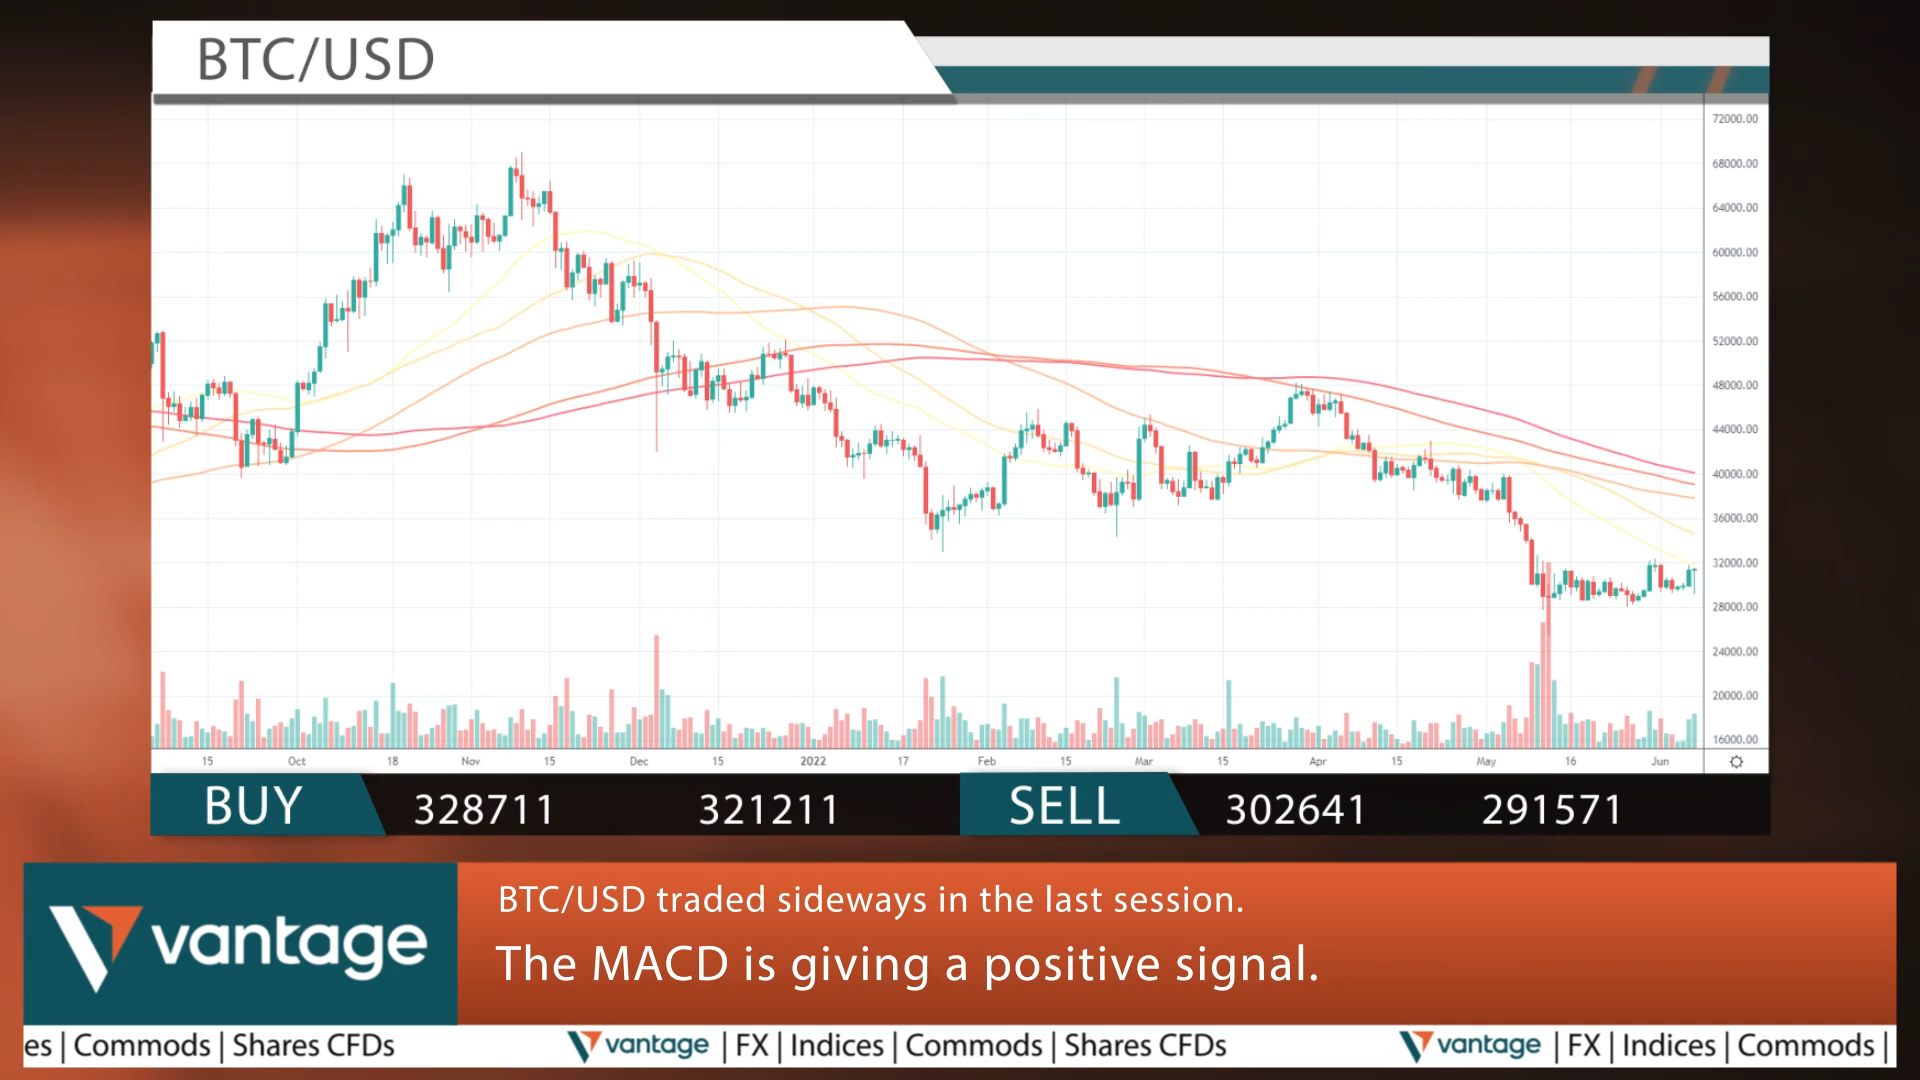 BTC/USD
72000.00
68000.00
64000.00
60000.00
56000.00
52000.00
48000.00
44000.00
40000.00
36000.00
32000.00
28000.00
24000.00
20000.00
16000.00
15 Oct 18 Nov 15 Dec 15 2022 17 Feb 15 Mar 15 Apr 15 May 16 Jun
BUY 328711 321211 SELL 302641 291571
vantage
BTC/USD traded sideways in the last session.
The MACD is giving a positive signal.
es | Commods | Shares CFDs vantage | FX | Indices | Commods | Shares CFDs vantage | FX | Indices | Commods |